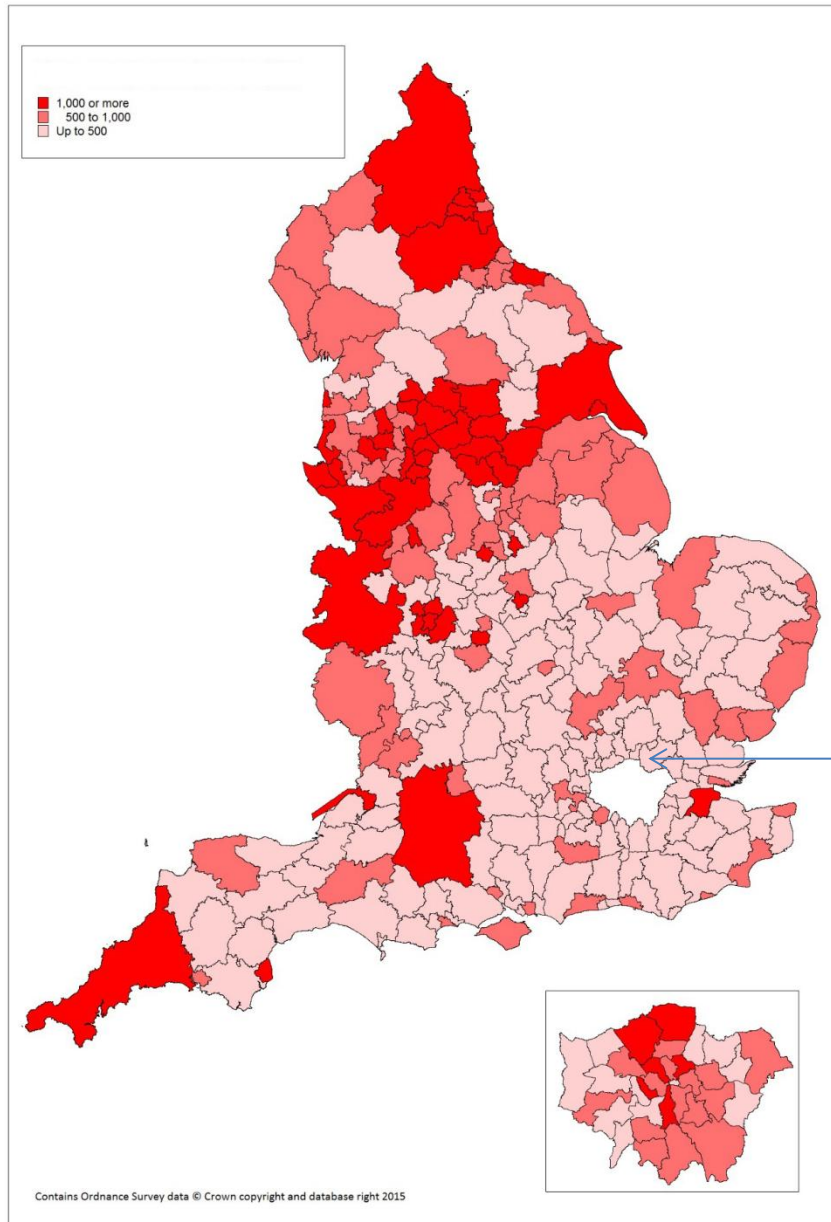 1,000 or more
500 to 1,000
Up to 500
Contains Ordnance Survey data © Crown copyright and database right 2015